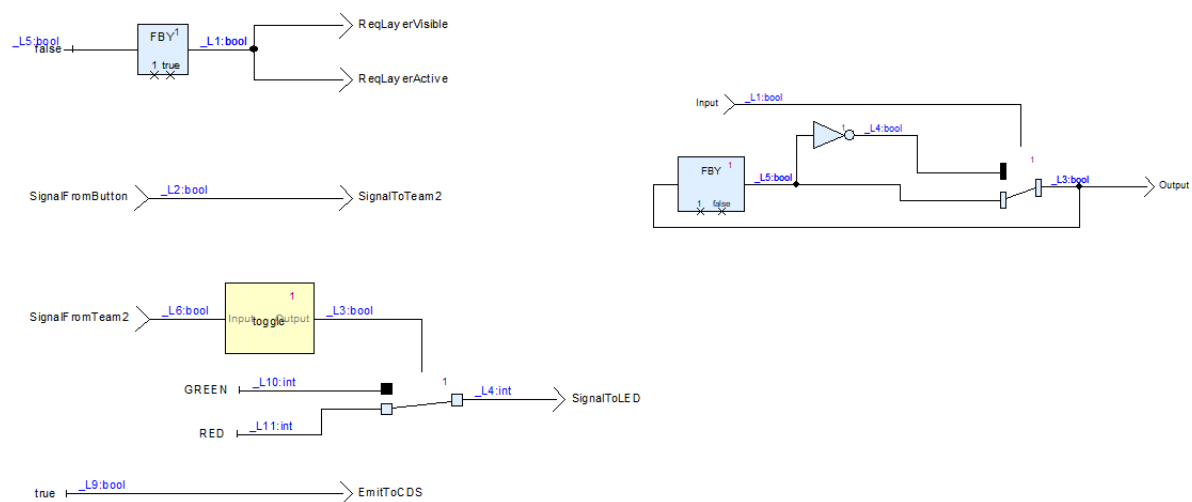 ReqLayerVisible
_L5:bool
false
FBY
1
1 true
_L1:bool
ReqLayerActive
Input
_L1:bool
1
_L4:bool
1
FBY
1
1 false
_L5:bool
_L3:bool
Output
SignalFromButton
_L2:bool
SignalToTeam2
SignalFromTeam2
_L6:bool
1
Input
toggle
Output
_L3:bool
GREEN
_L10:int
1
_L4:int
SignalToLED
RED
_L11:int
true
_L9:bool
EmitToCDS